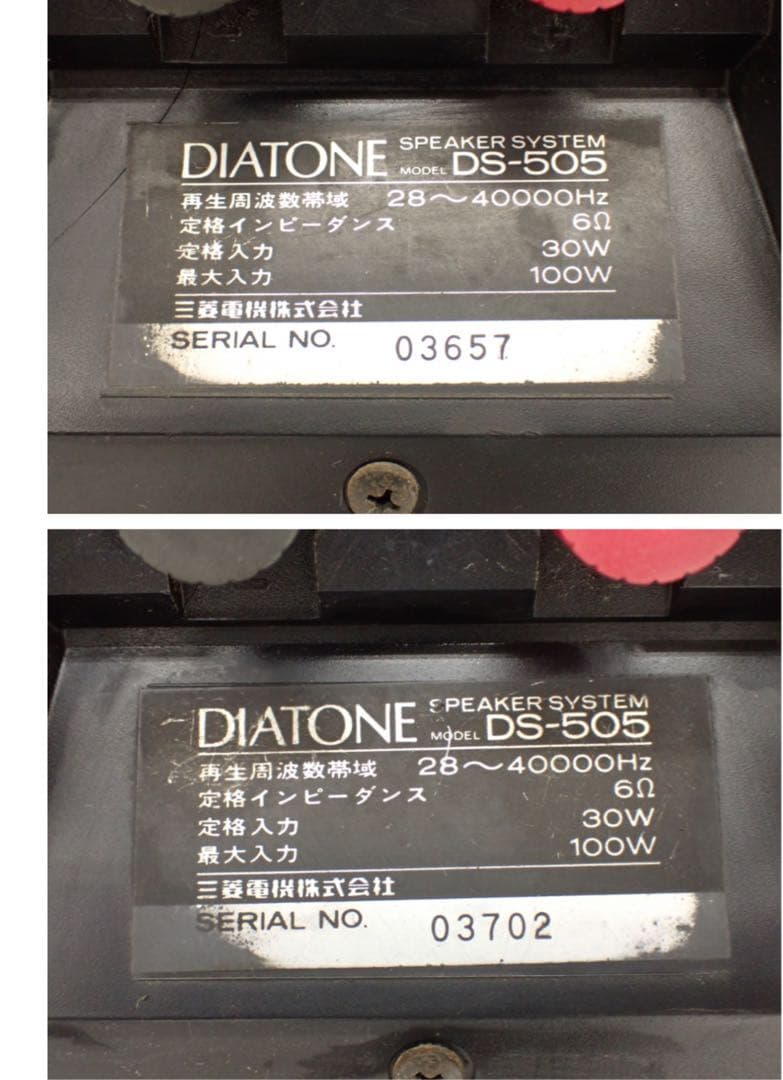 DIATONE SPEAKER SYSTEM
MODEL DS-505
再生周波数帯域 28〜40000Hz
定格インピーダンス 6Ω
定格入力 30W
最大入力 100W
三菱電機株式会社
SERIAL NO. 03657
DIATONE SPEAKER SYSTEM
MODEL DS-505
再生周波数帯域 28〜40000Hz
定格インピーダンス 6Ω
定格入力 30W
最大入力 100W
三菱電機株式会社
SERIAL NO. 03702